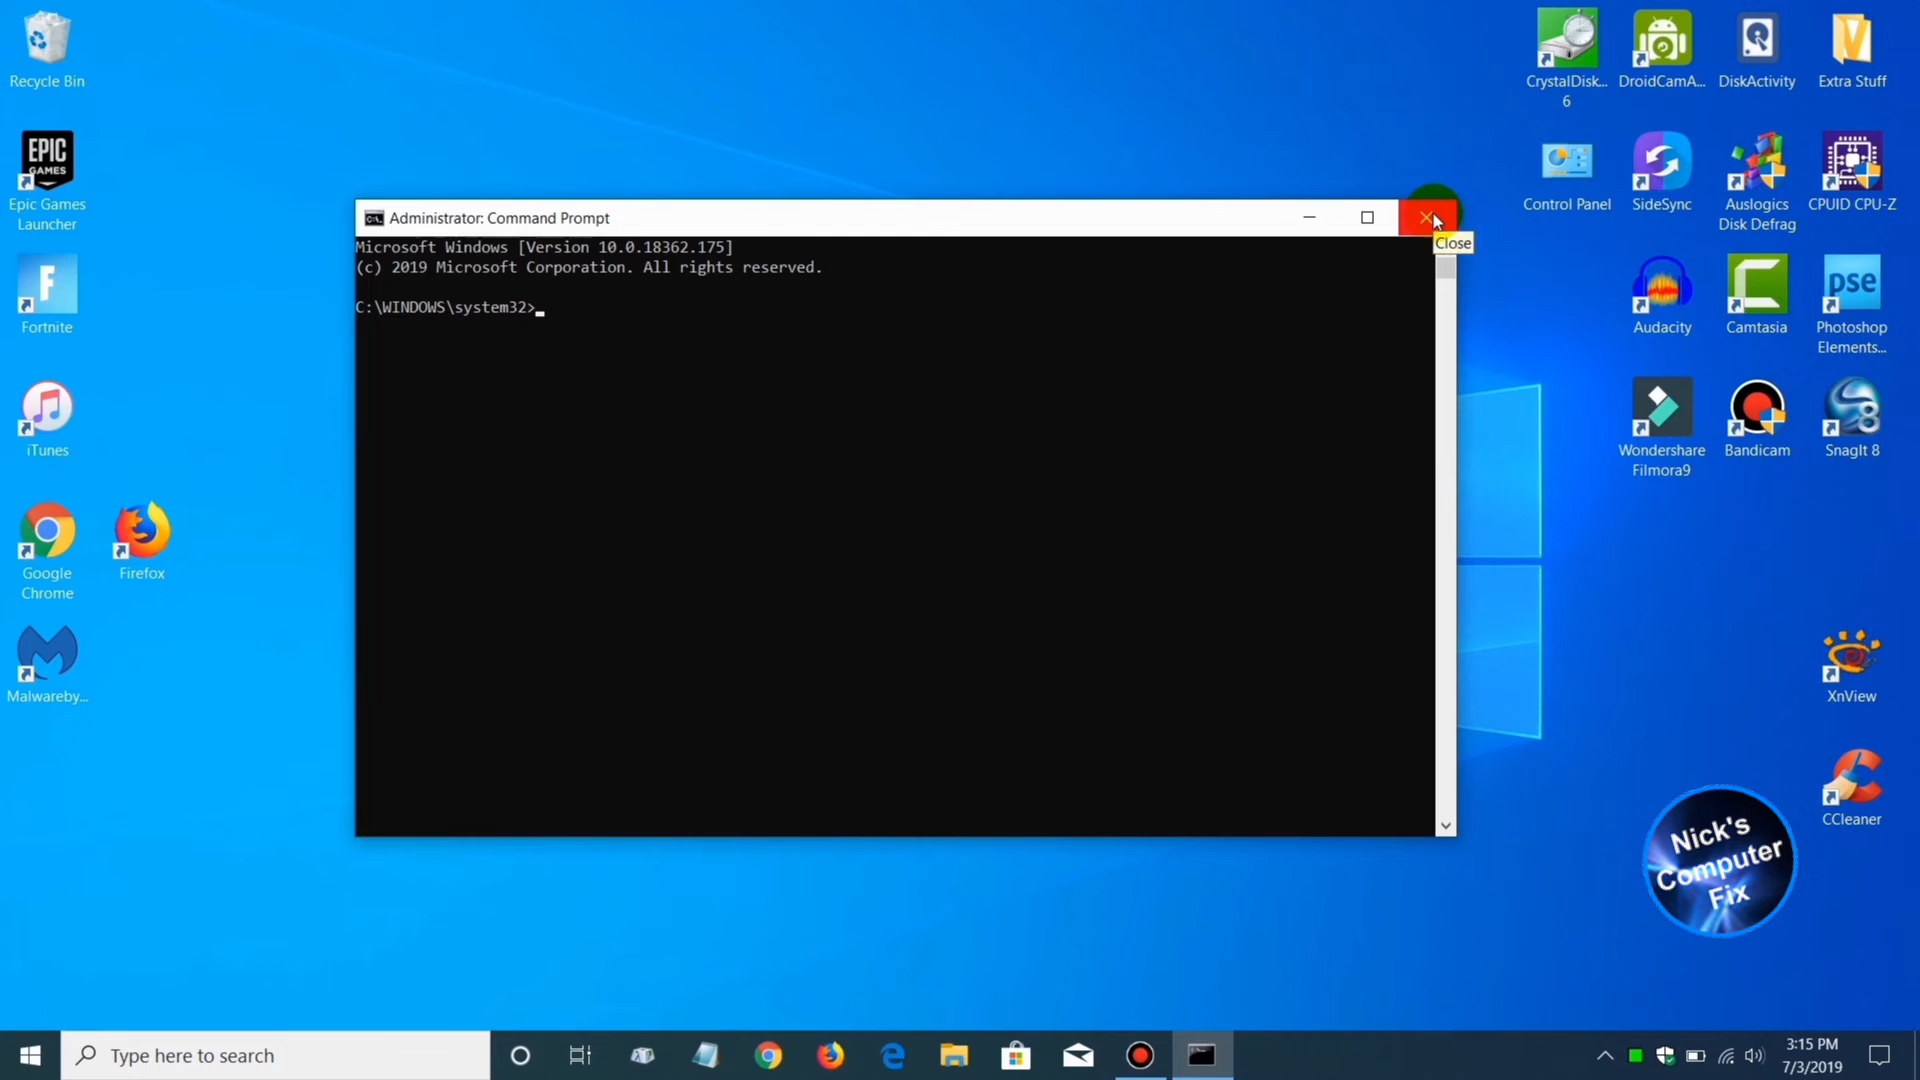 Recycle Bin
EPIC
GAMES
Epic Games
Launcher
Fortnite
iTunes
Google
Chrome
Firefox
Malwareby...
Administrator: Command Prompt
Close
Microsoft Windows [Version 10.0.18362.175]
(c) 2019 Microsoft Corporation. All rights reserved.
C:\WINDOWS\system32>
CrystalDisk...
6
DroidCamA...
DiskActivity
Extra Stuff
Control Panel
SideSync
Auslogics
Disk Defrag
CPUID CPU-Z
Audacity
Camtasia
pse
Photoshop
Elements...
Wondershare
Filmora9
Bandicam
SnagIt 8
XnView
CCleaner
Nick's
Computer
Fix
Type here to search
3:15 PM
7/3/2019